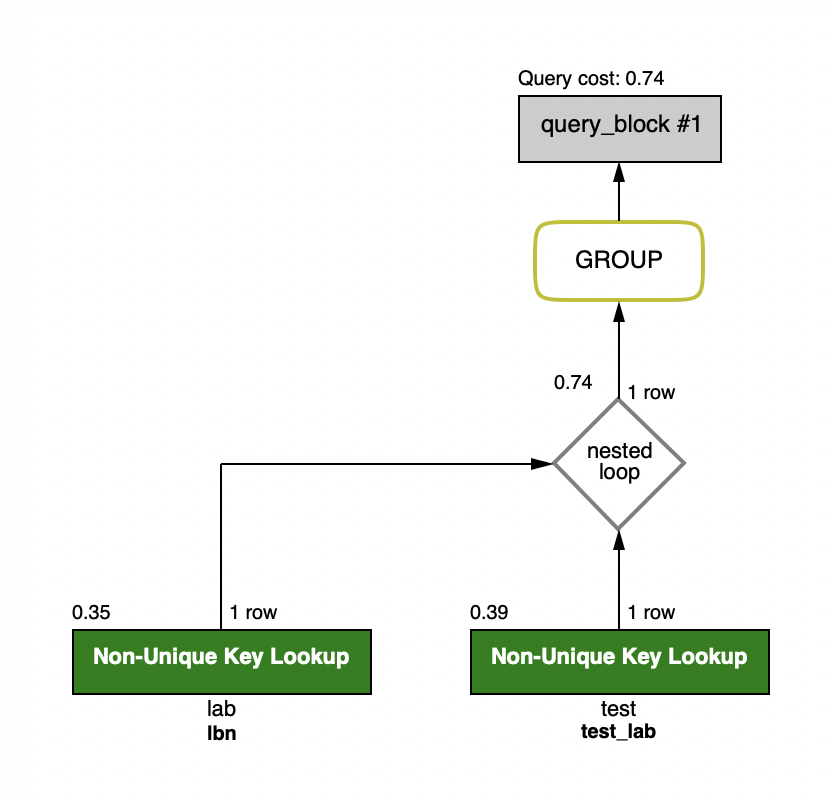 Query cost: 0.74
query_block #1
GROUP
0.74
1 row
nested
loop
0.35
1 row
Non-Unique Key Lookup
lab
lbn
0.39
1 row
Non-Unique Key Lookup
test
test_lab